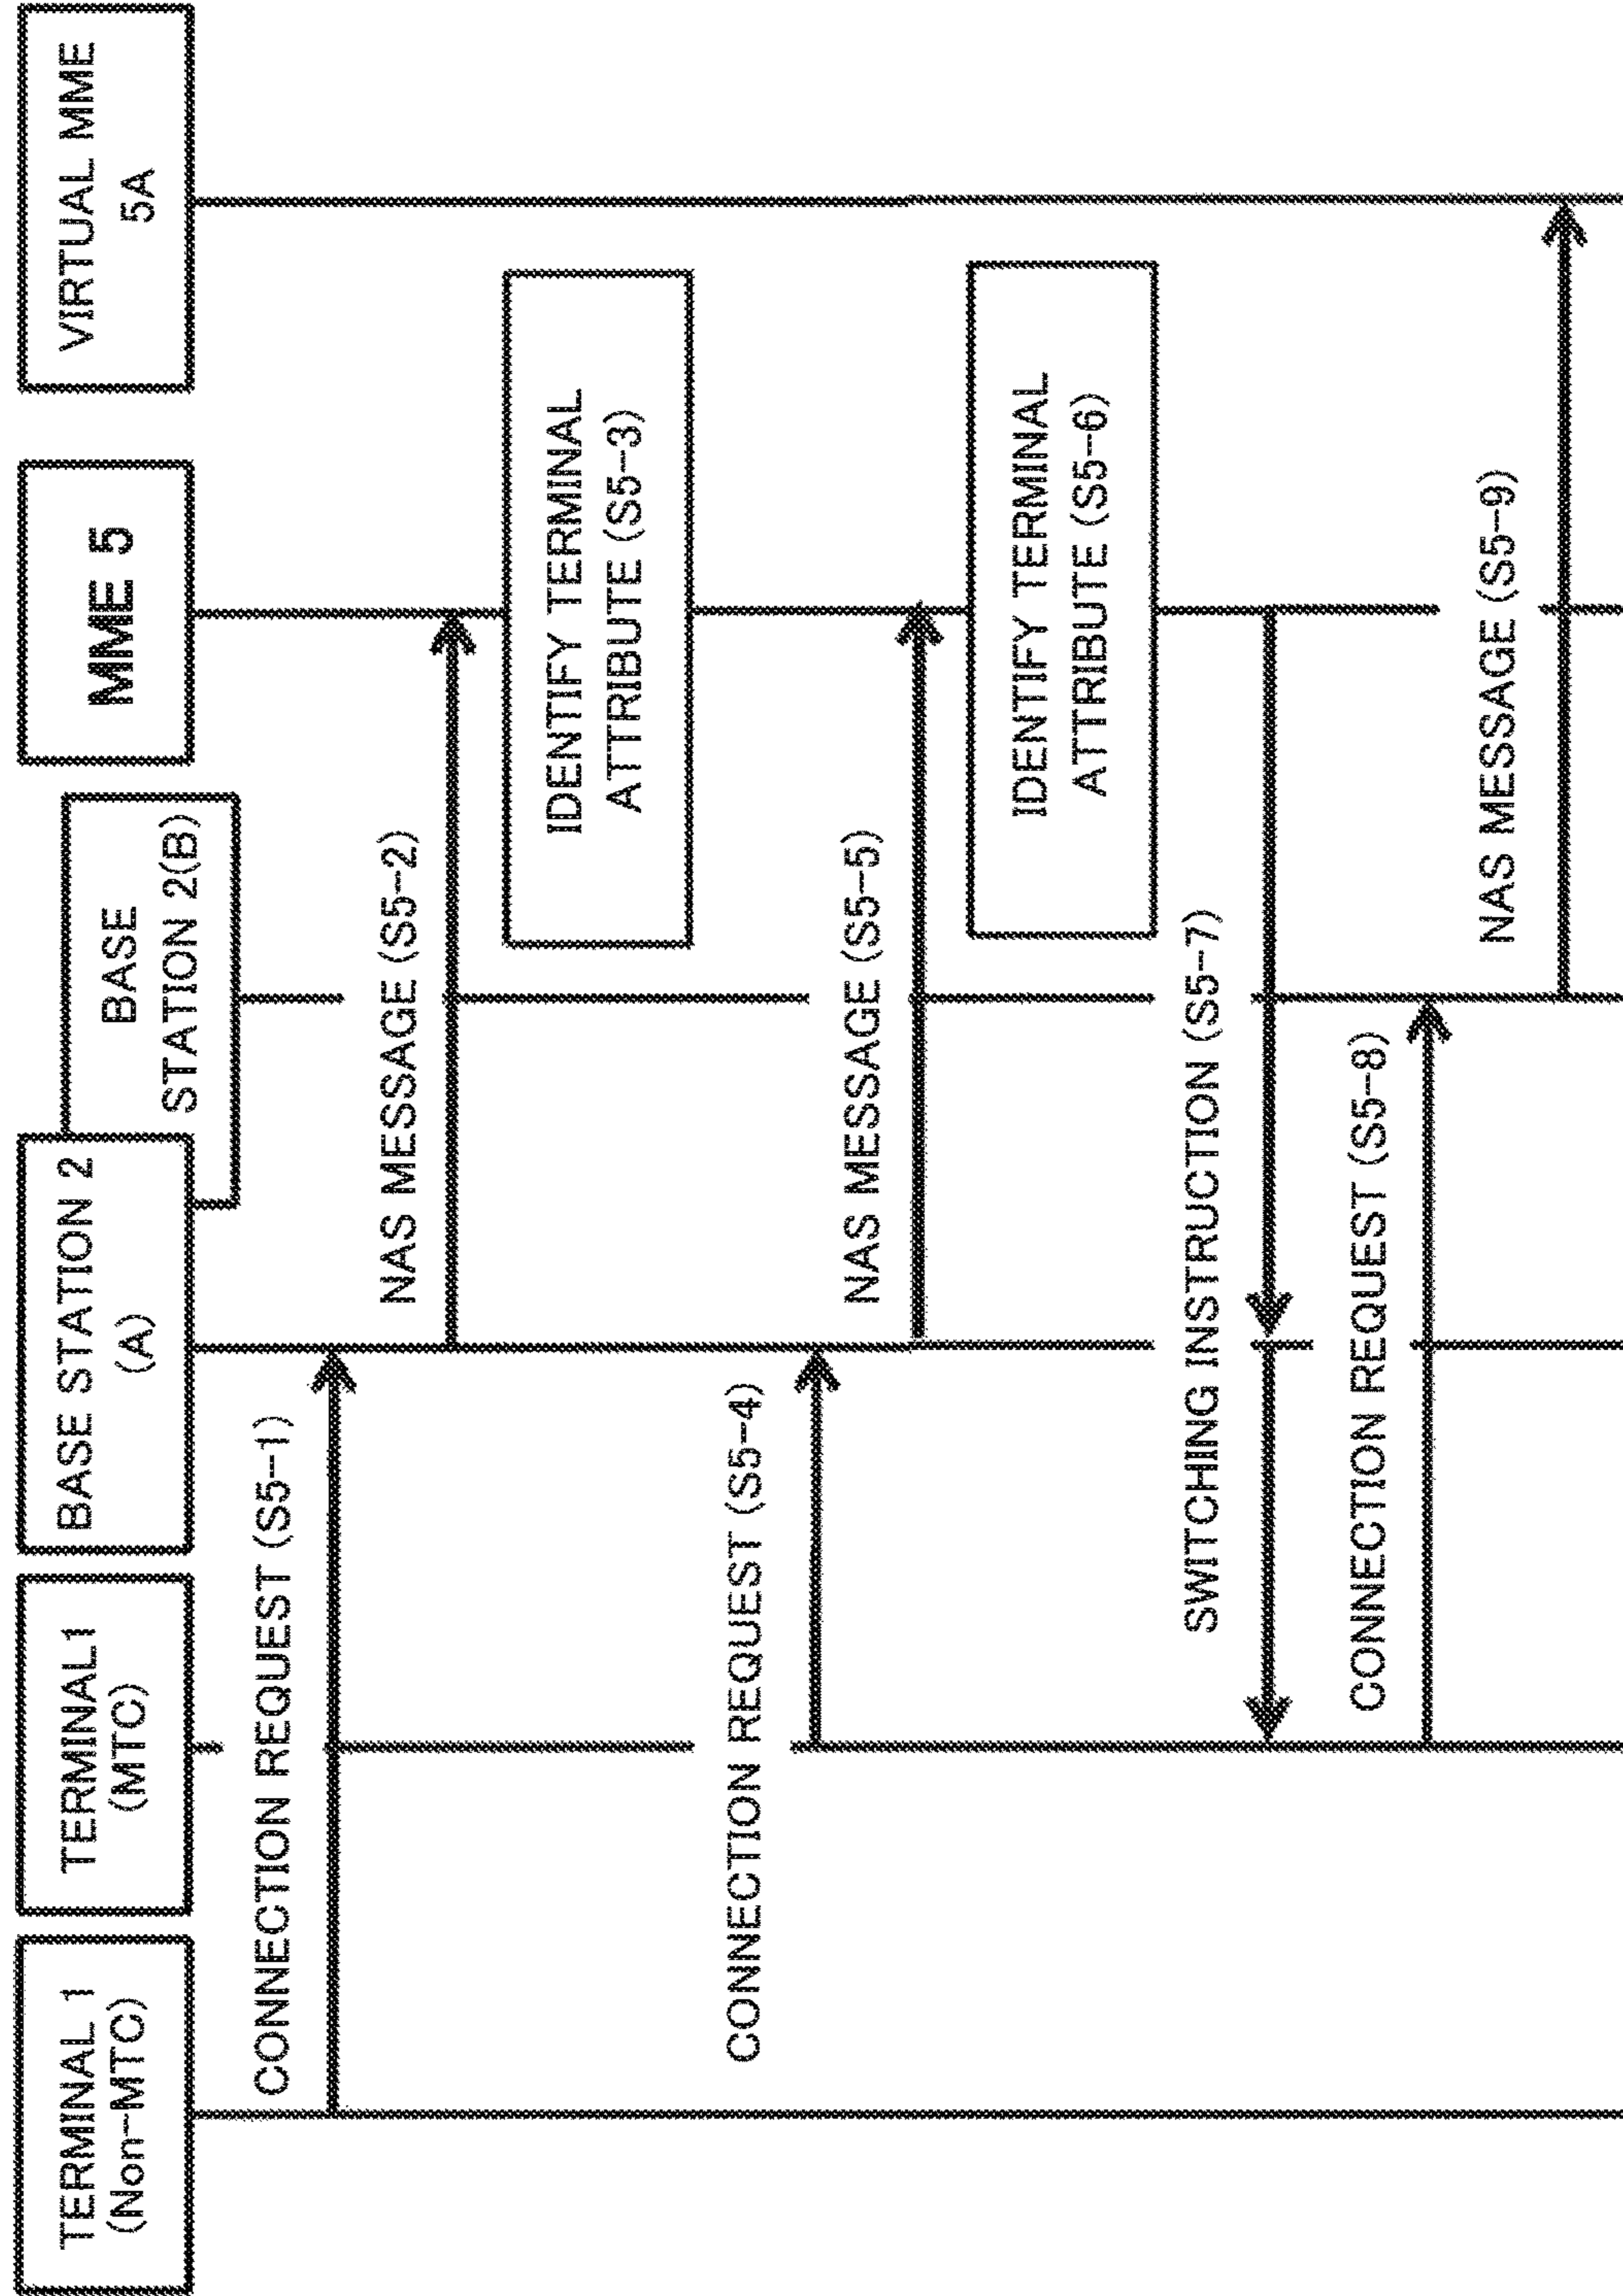 TERMINAL 1
(Non-MTC)
TERMINAL1
(MTC)
BASE STATION 2
(A)
BASE
STATION 2(B)
MME 5
VIRTUAL MME
5A
CONNECTION REQUEST (S5-1)
NAS MESSAGE (S5-2)
IDENTIFY TERMINAL
ATTRIBUTE (S5-3)
CONNECTION REQUEST (S5-4)
NAS MESSAGE (S5-5)
IDENTIFY TERMINAL
ATTRIBUTE (S5-6)
SWITCHING INSTRUCTION (S5-7)
CONNECTION REQUEST (S5-8)
NAS MESSAGE (S5-9)